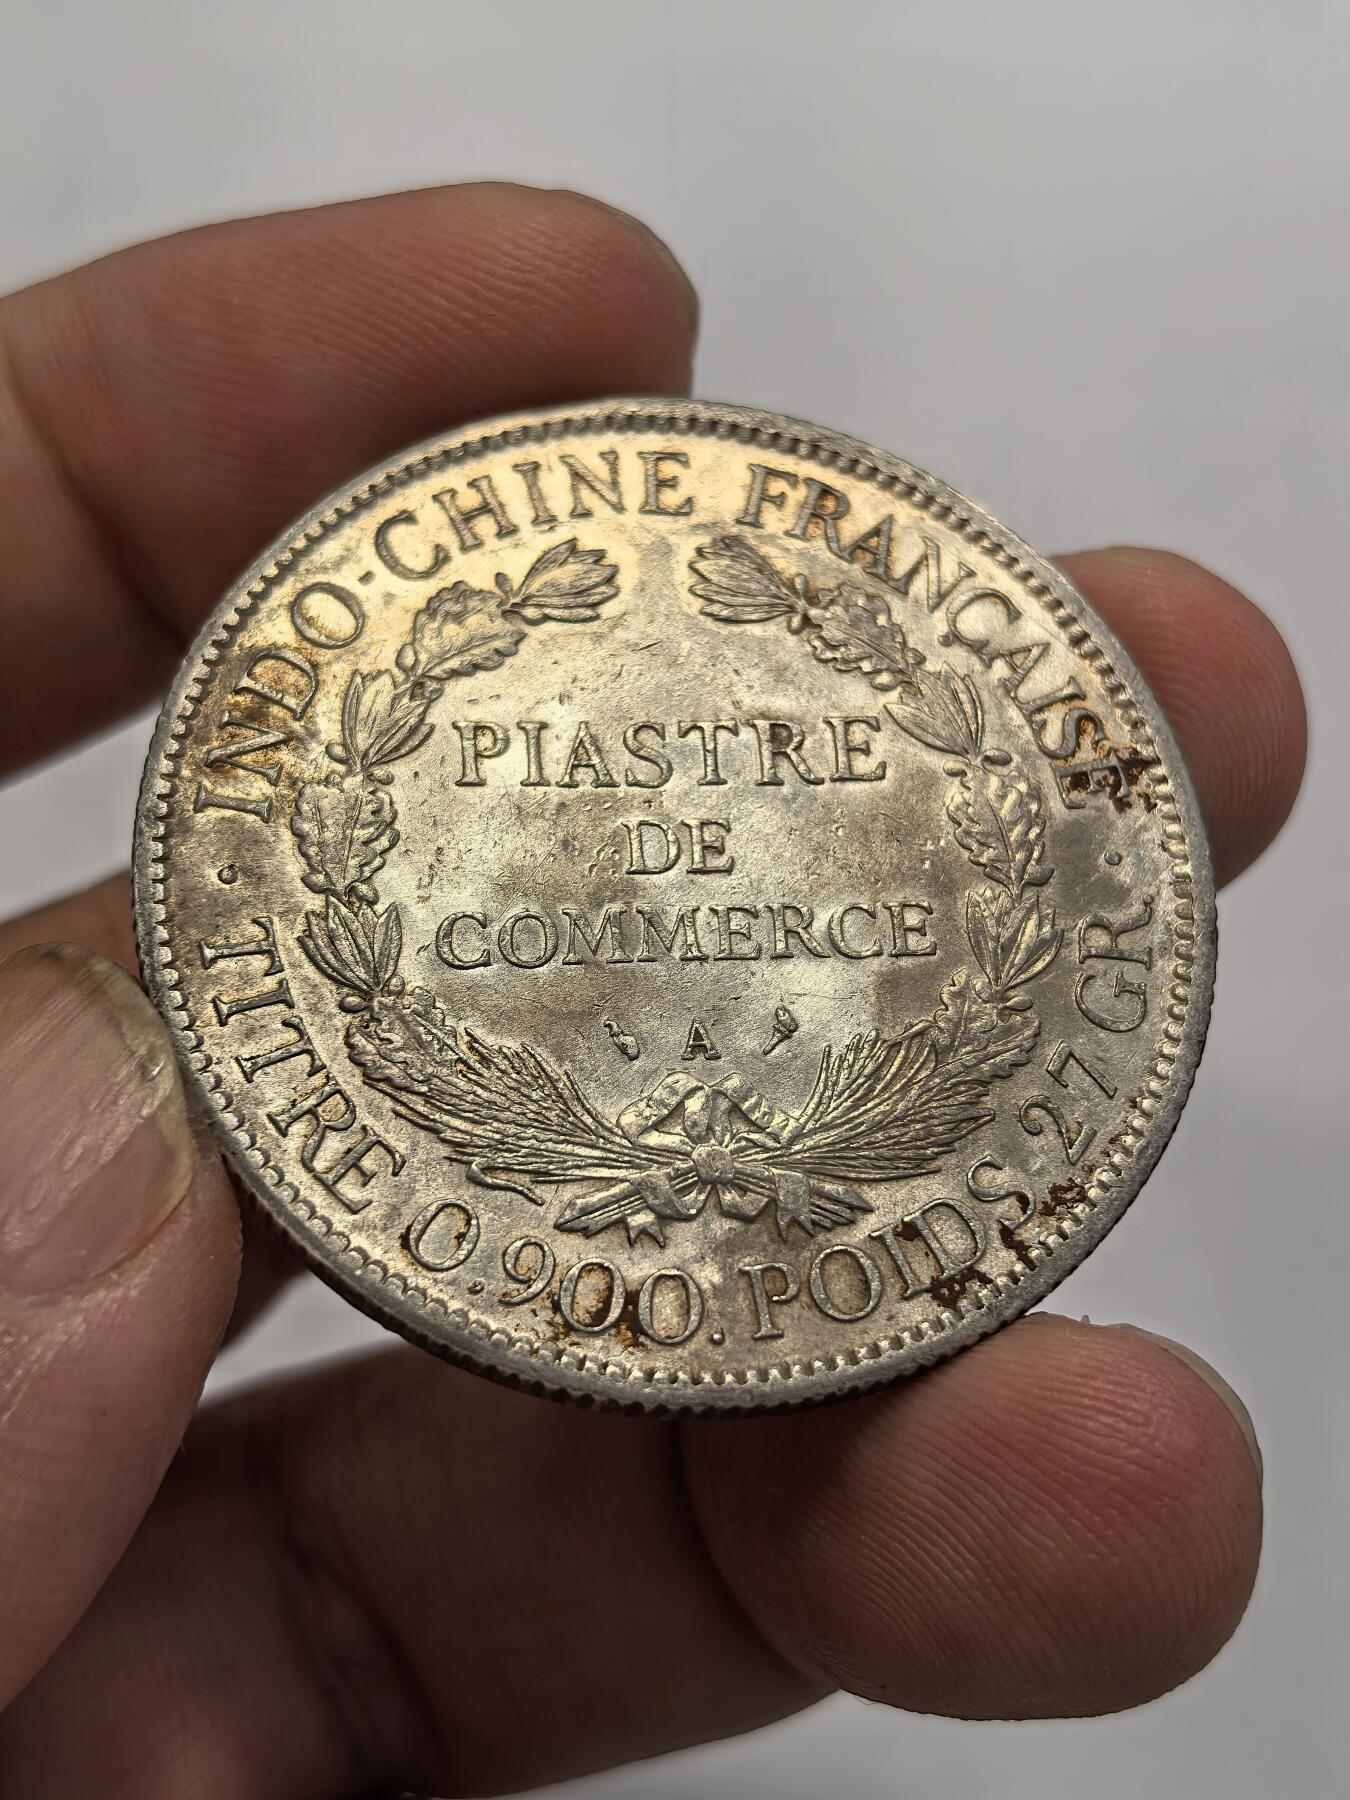 INDO-CHINE FRANÇAISE
PIASTRE
DE
COMMERCE
A
· TITRE 0.900. POIDS 27 GR. ·